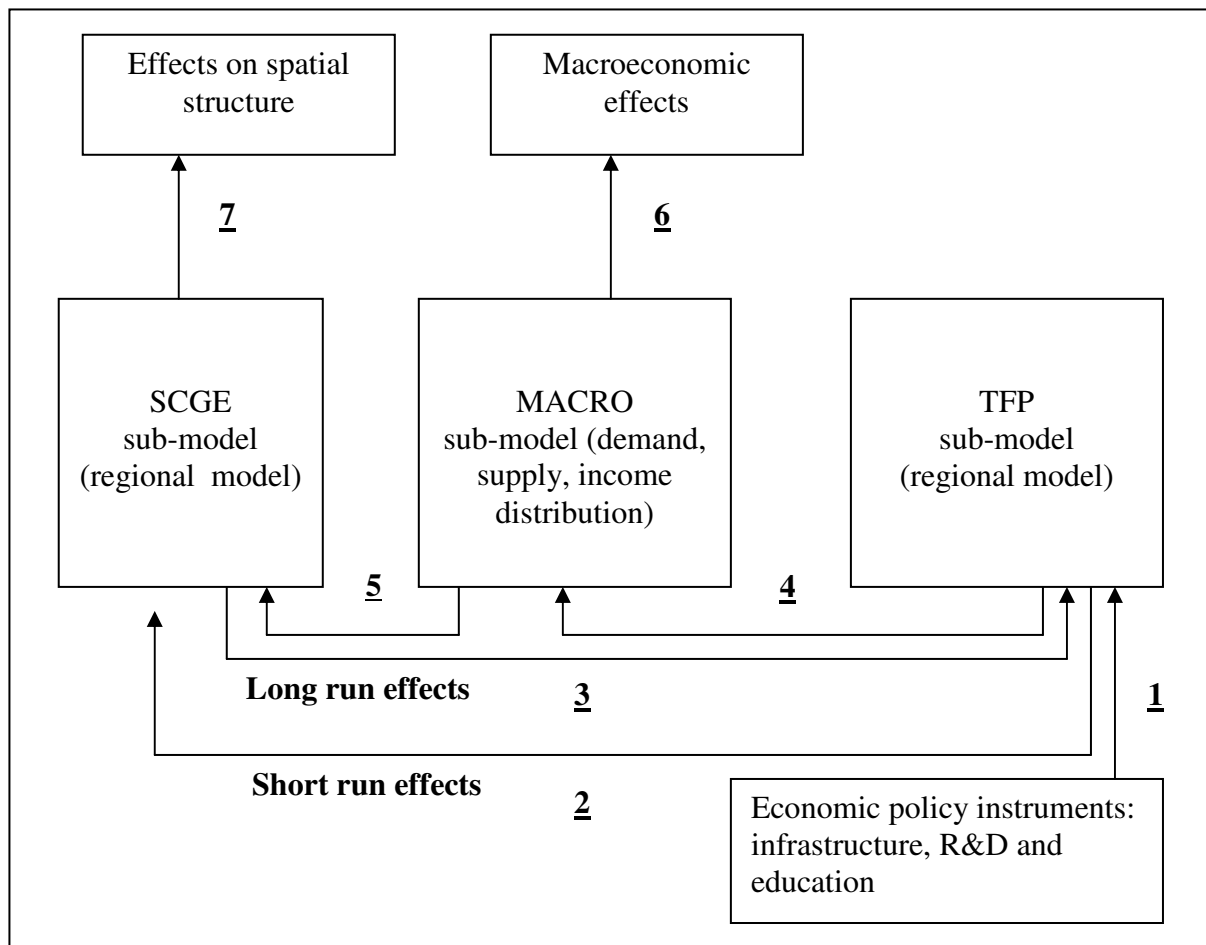 Effects on spatial
structure
Macroeconomic
effects
7
6
SCGE
sub-model
(regional model)
MACRO
sub-model (demand,
supply, income
distribution)
TFP
sub-model
(regional model)
5
4
Long run effects
3
1
Short run effects
2
Economic policy instruments:
infrastructure, R&D and
education